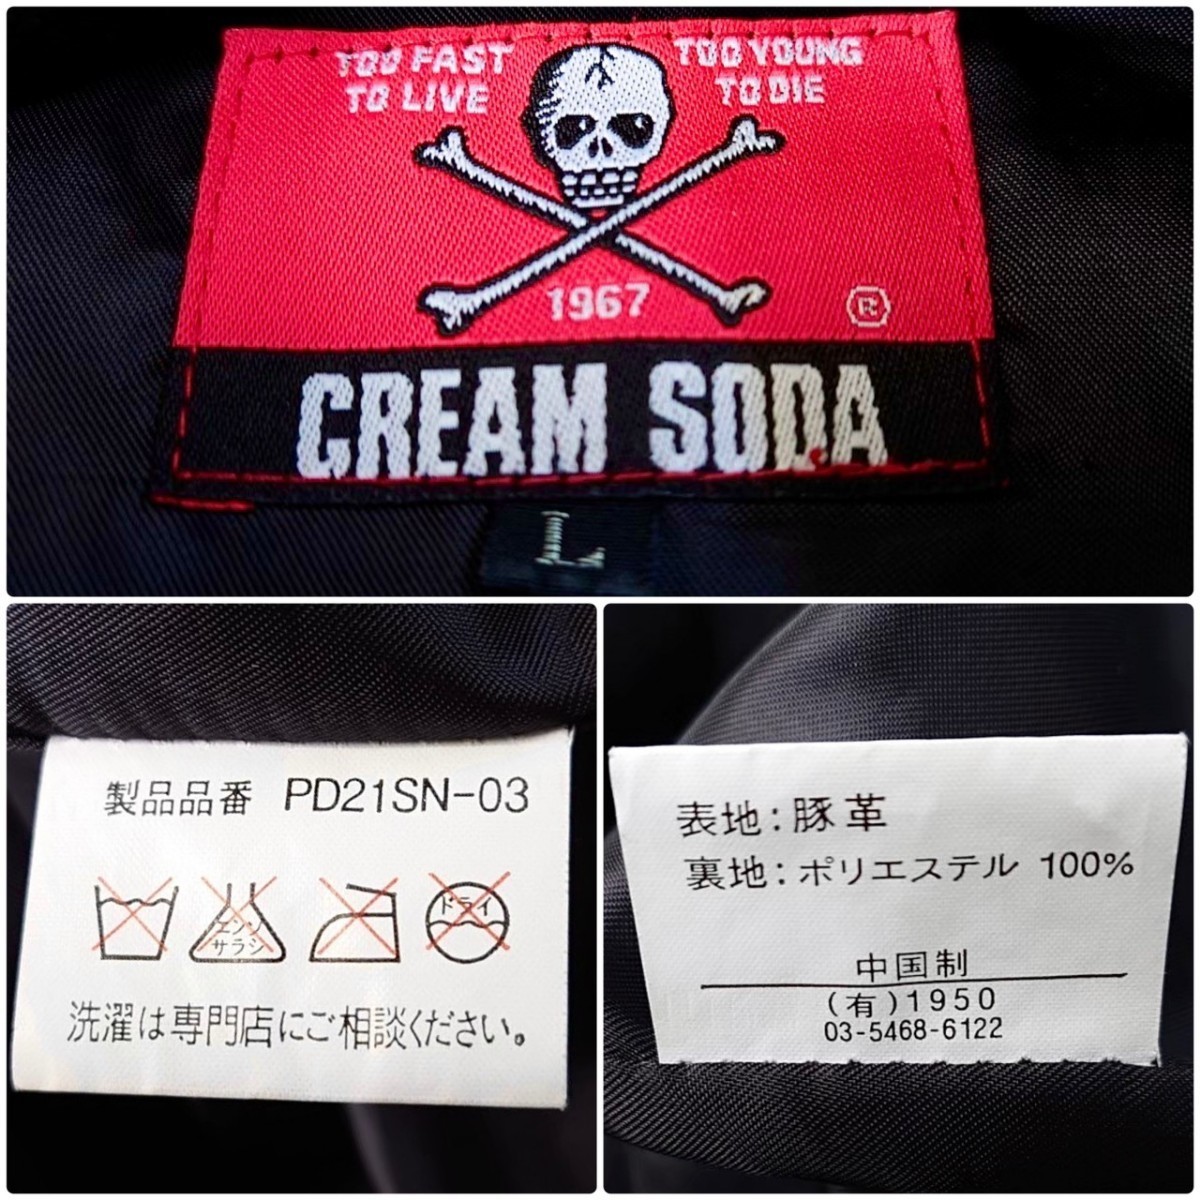 TOO FAST
TO LIVE
TOO YOUNG
TO DIE
1967
®
CREAM SODA
L
製品品番 PD21SN-03
エンソ
サラシ
ドライ
洗濯は専門店にご相談ください。
表地:豚革
裏地:ポリエステル 100%
中国制
(有)1950
03-5468-6122